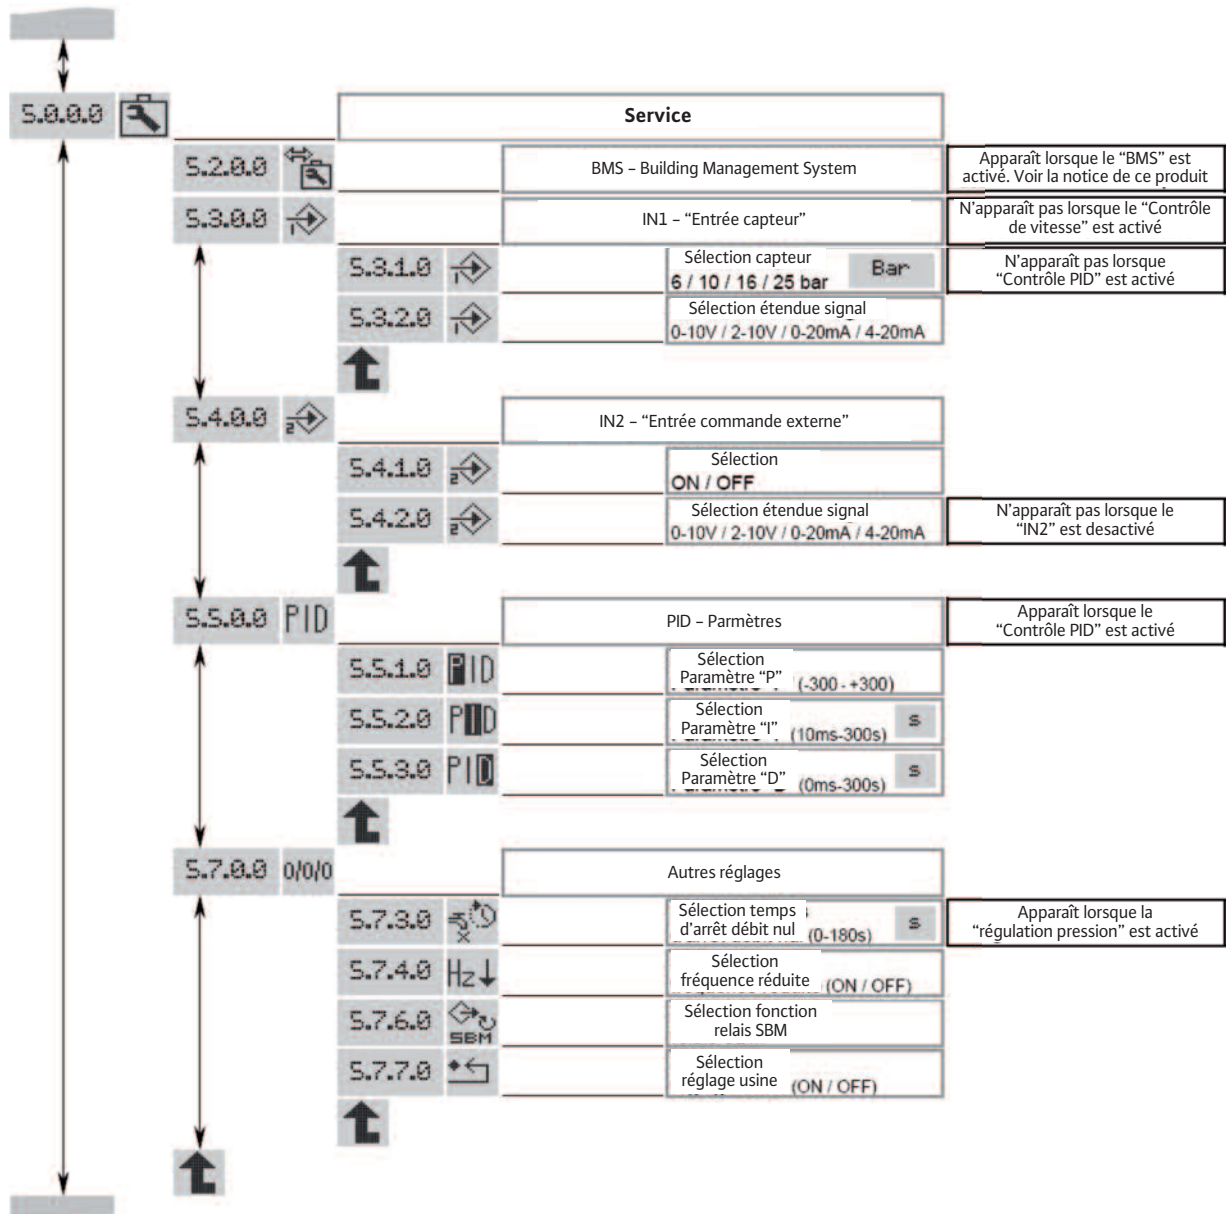 5.0.0.0
Service
5.2.0.0
BMS – Building Management System
Apparaît lorsque le “BMS” est
activé. Voir la notice de ce produit
5.3.0.0
1
IN1 – “Entrée capteur”
N'apparaît pas lorsque le “Contrôle
de vitesse” est activé
5.3.1.0
1
Sélection capteur
6 / 10 / 16 / 25 bar
Bar
N'apparaît pas lorsque
“Contrôle PID” est activé
5.3.2.0
1
Sélection étendue signal
0-10V / 2-10V / 0-20mA / 4-20mA
5.4.0.0
2
IN2 – “Entrée commande externe”
5.4.1.0
2
Sélection
ON / OFF
5.4.2.0
2
Sélection étendue signal
0-10V / 2-10V / 0-20mA / 4-20mA
N'apparaît pas lorsque le
“IN2” est desactivé
5.5.0.0 PID
PID – Parmètres
Apparaît lorsque le
“Contrôle PID” est activé
5.5.1.0 PID
Sélection
Paramètre “P” (-300 - +300)
5.5.2.0 PID
Sélection
Paramètre “I” (10ms-300s)
s
5.5.3.0 PID
Sélection
Paramètre “D” (0ms-300s)
s
5.7.0.0 0/0/0
Autres réglages
5.7.3.0
Sélection temps
d'arrêt débit nul (0-180s)
s
Apparaît lorsque la
“régulation pression” est activé
5.7.4.0 Hz
Sélection
fréquence réduite (ON / OFF)
5.7.6.0 SBM
Sélection fonction
relais SBM
5.7.7.0
Sélection
réglage usine (ON / OFF)